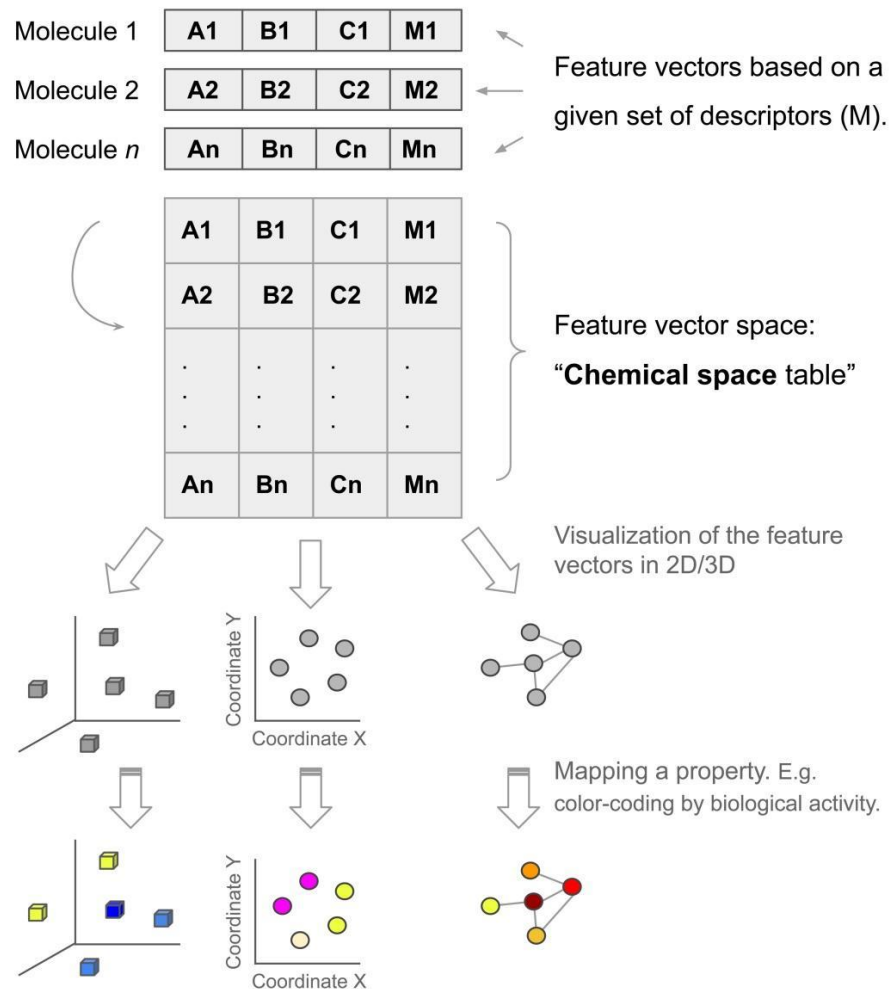 Molecule 1 A1 B1 C1 M1
Molecule 2 A2 B2 C2 M2
Molecule n An Bn Cn Mn
Feature vectors based on a
given set of descriptors (M).
A1 B1 C1 M1
A2 B2 C2 M2
. . . .
. . . .
. . . .
An Bn Cn Mn
Feature vector space:
“Chemical space table”
Visualization of the feature
vectors in 2D/3D
Coordinate Y
Coordinate X
Mapping a property. E.g.
color-coding by biological activity.
Coordinate Y
Coordinate X